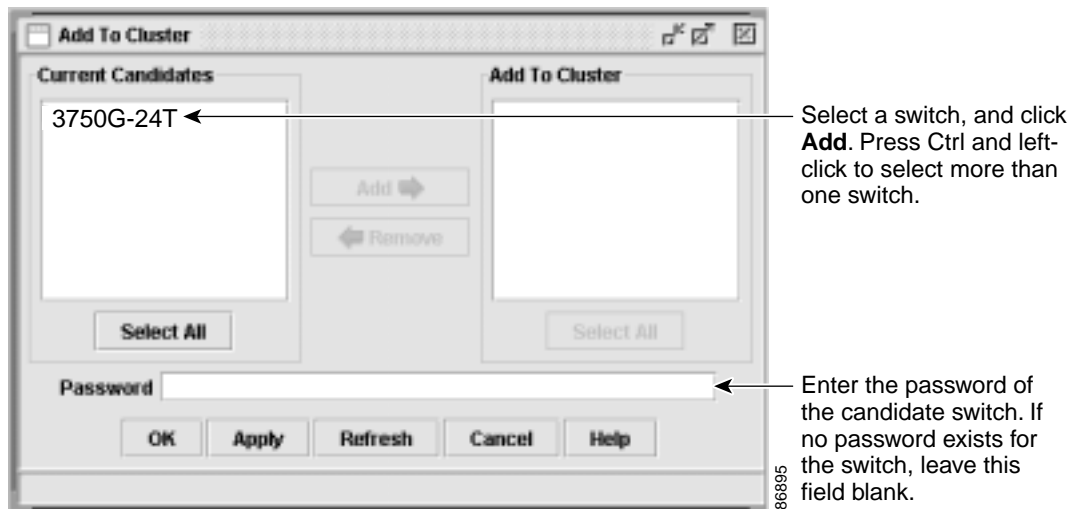 Add To Cluster
Current Candidates
Add To Cluster
3750G-24T
Add
Remove
Select All
Select All
Password
OK Apply Refresh Cancel Help
Select a switch, and click
Add. Press Ctrl and left-
click to select more than
one switch.
Enter the password of
the candidate switch. If
no password exists for
the switch, leave this
field blank.
86895